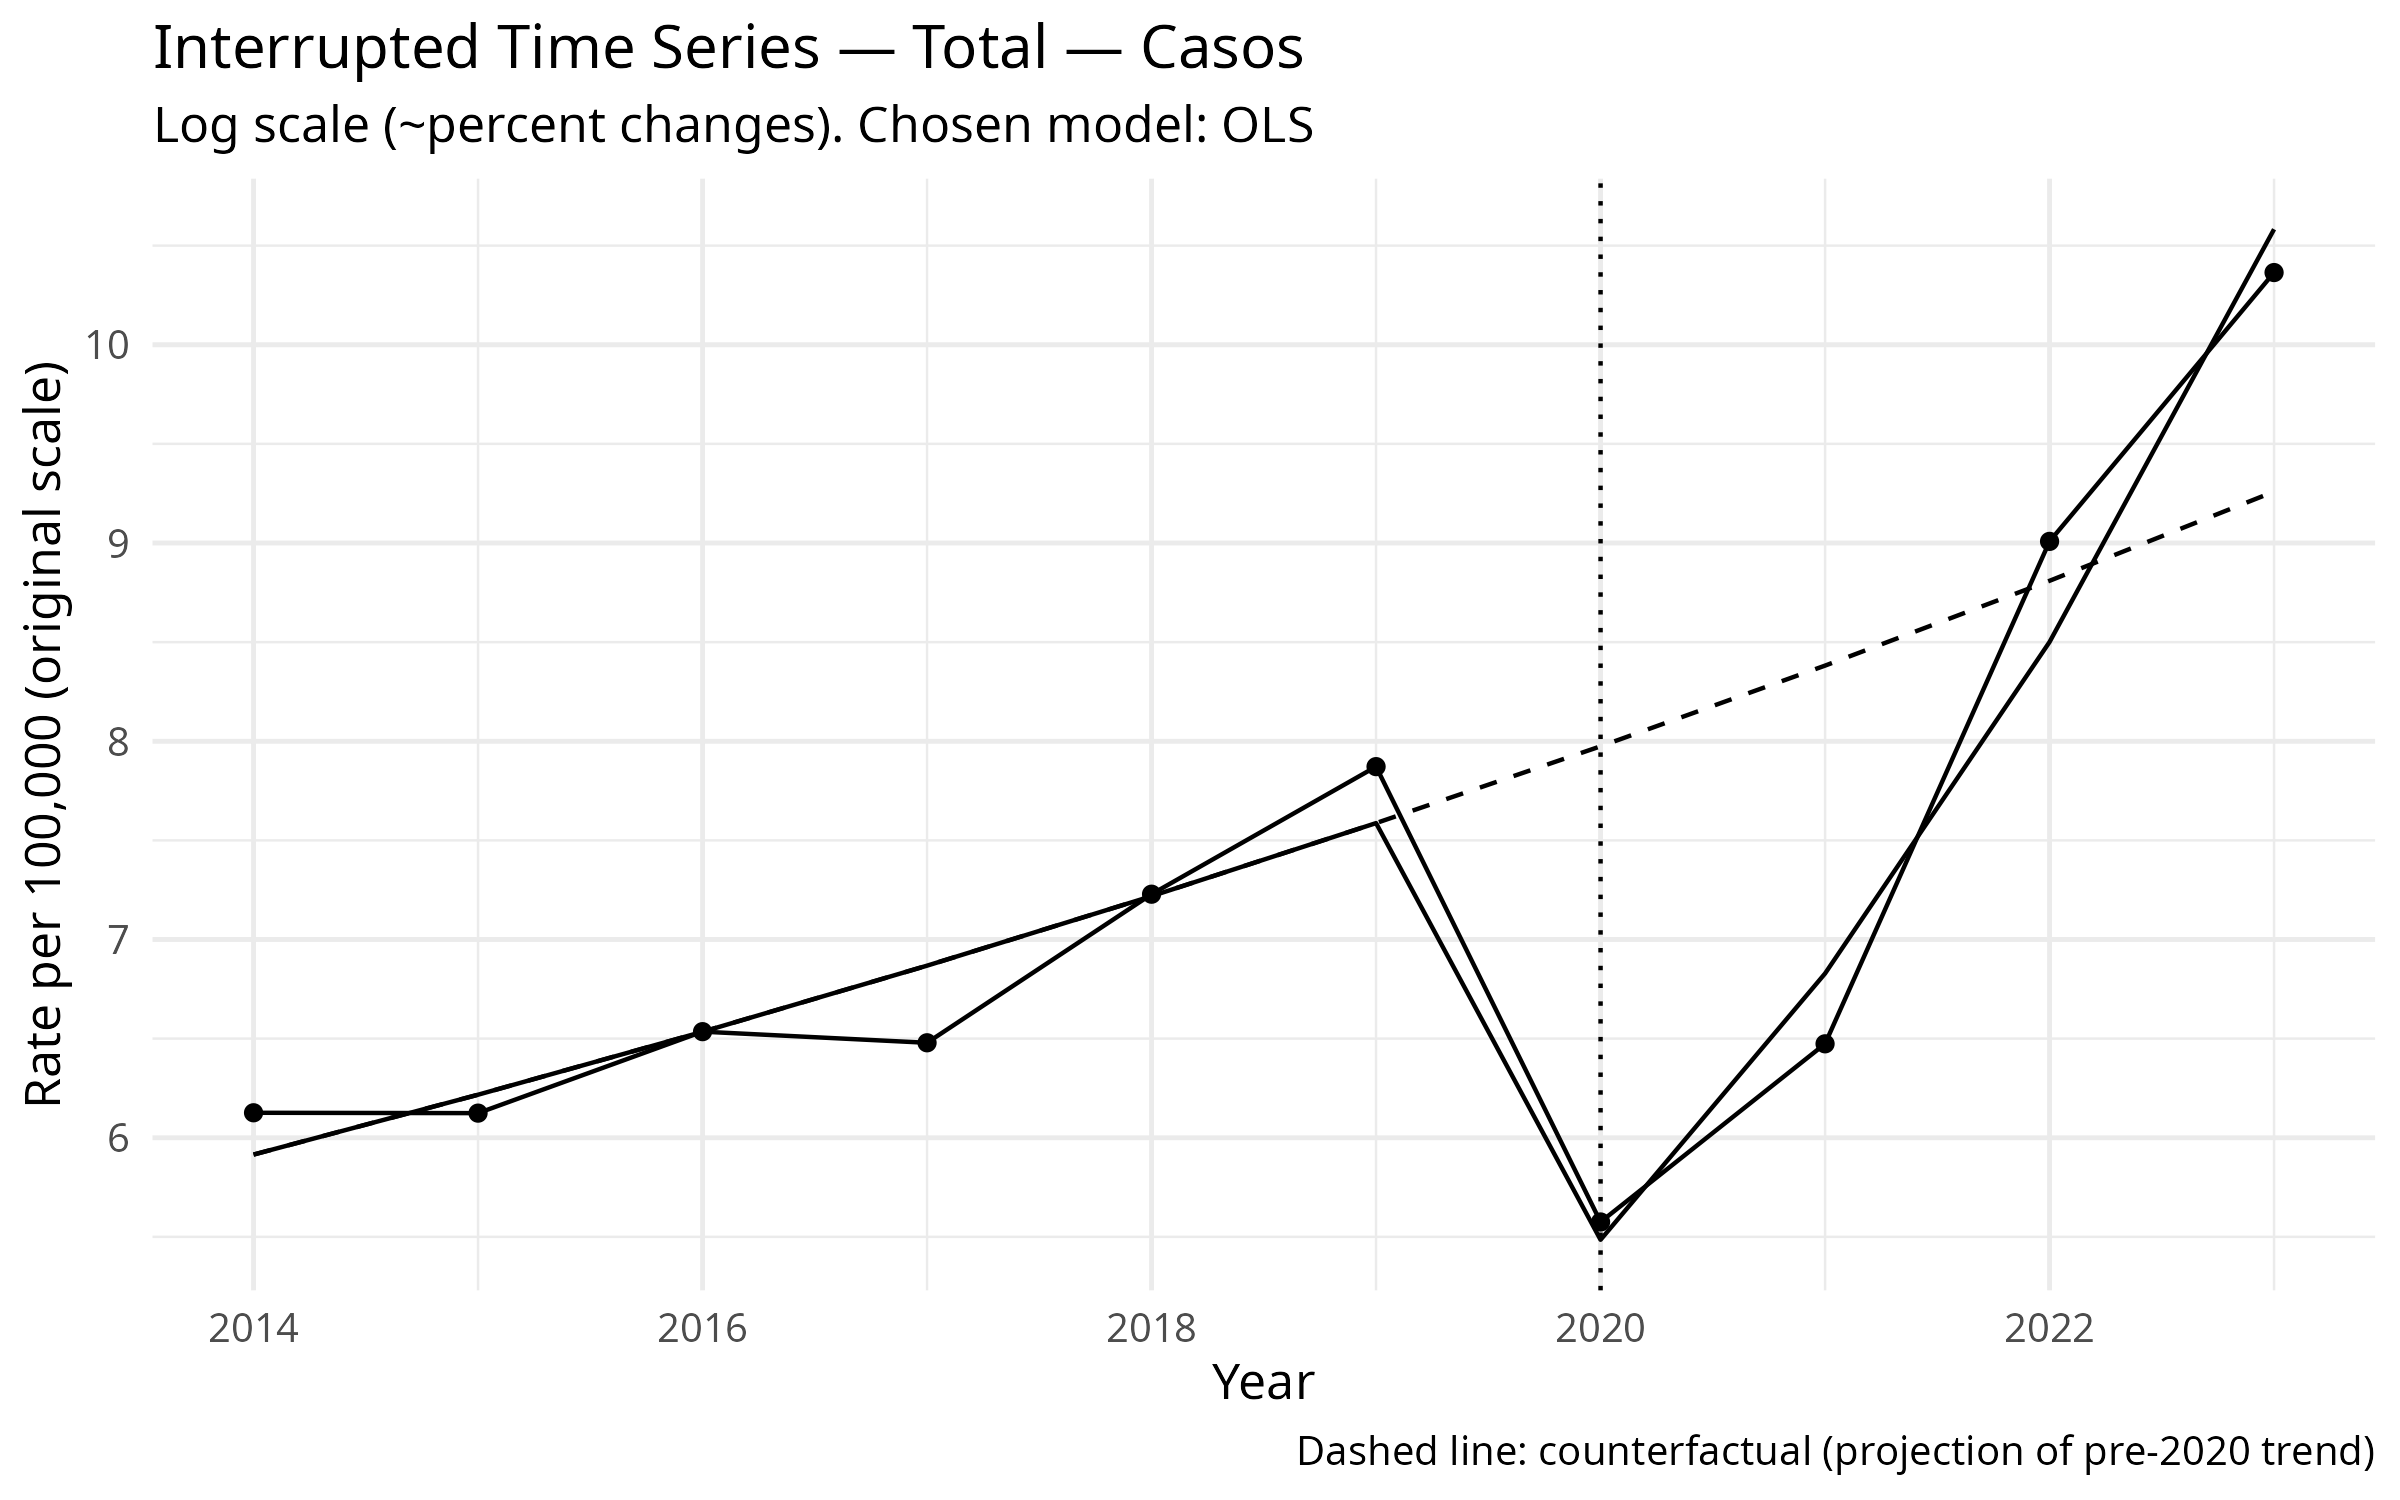 Interrupted Time Series — Total — Casos
Log scale (~percent changes). Chosen model: OLS
Rate per 100,000 (original scale)
10
9
8
7
6
2014
2016
2018
2020
2022
Year
Dashed line: counterfactual (projection of pre-2020 trend)